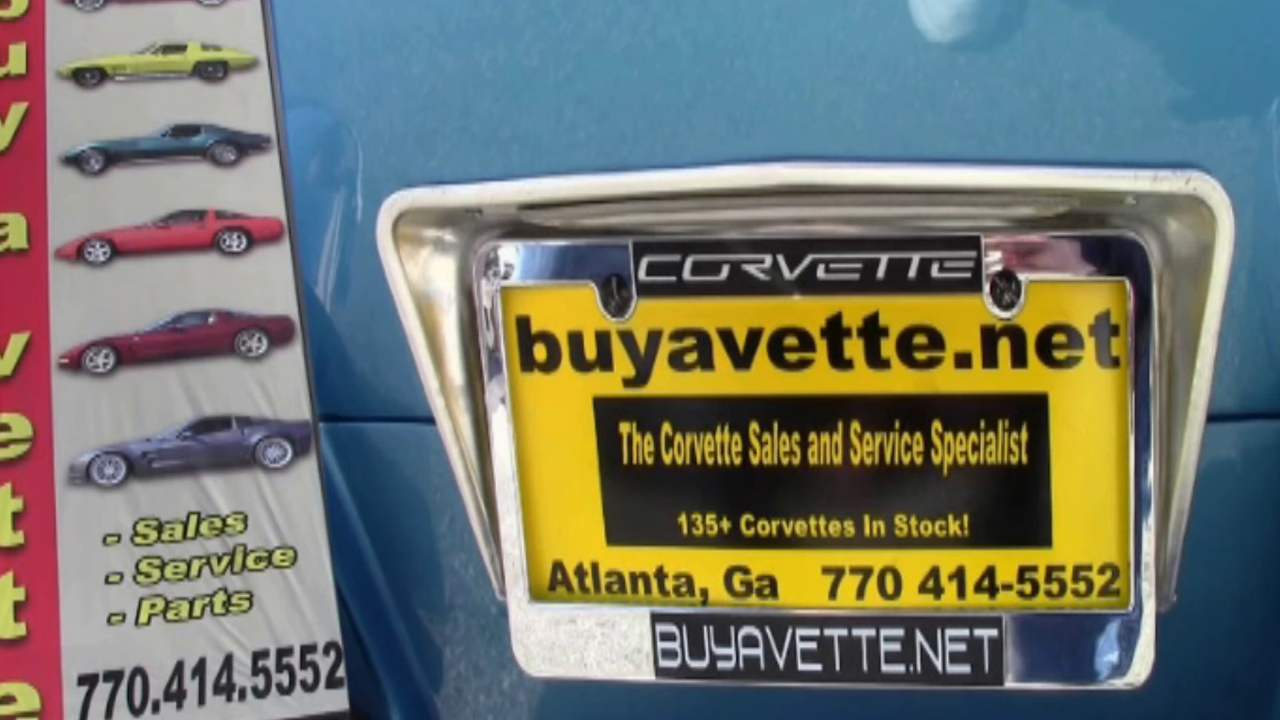 - Sales
- Service
- Parts
770.414.5552
CORVETTE
buyavette.net
The Corvette Sales and Service Specialist
135+ Corvettes In Stock!
Atlanta, Ga 770 414-5552
BUYAVETTE.NET